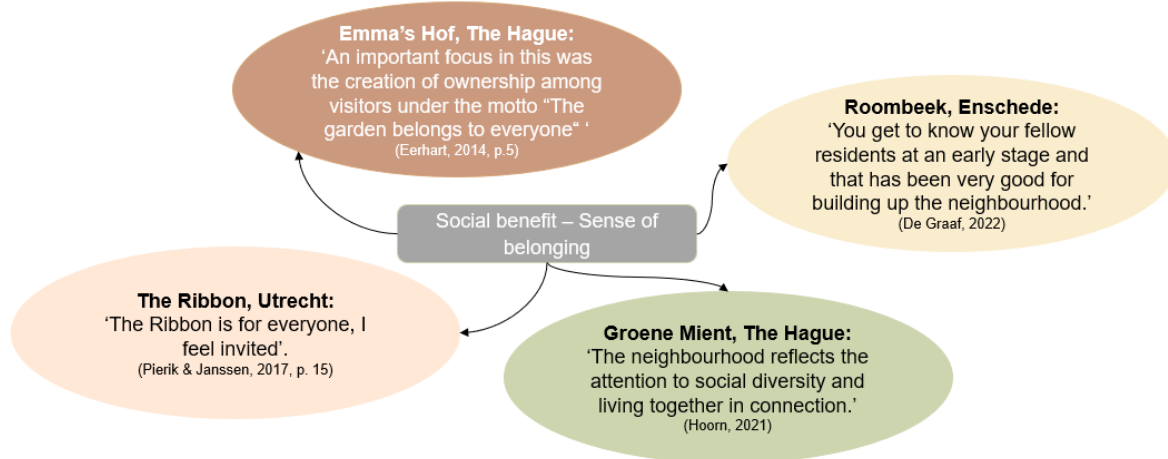 Emma's Hof, The Hague:
‘An important focus in this was
the creation of ownership among
visitors under the motto “The
garden belongs to everyone“ ‘
(Eerhart, 2014, p.5)
Roombeek, Enschede:
‘You get to know your fellow
residents at an early stage and
that has been very good for
building up the neighbourhood.’
(De Graaf, 2022)
Social benefit – Sense of
belonging
The Ribbon, Utrecht:
‘The Ribbon is for everyone, I
feel invited’.
(Pierik & Janssen, 2017, p. 15)
Groene Mient, The Hague:
‘The neighbourhood reflects the
attention to social diversity and
living together in connection.’
(Hoorn, 2021)